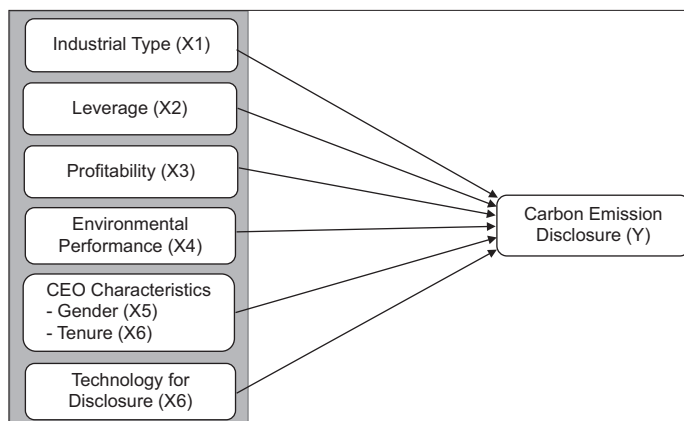 Industrial Type (X1)
Leverage (X2)
Profitability (X3)
Environmental
Performance (X4)
CEO Characteristics
- Gender (X5)
- Tenure (X6)
Technology for
Disclosure (X6)
Carbon Emission
Disclosure (Y)